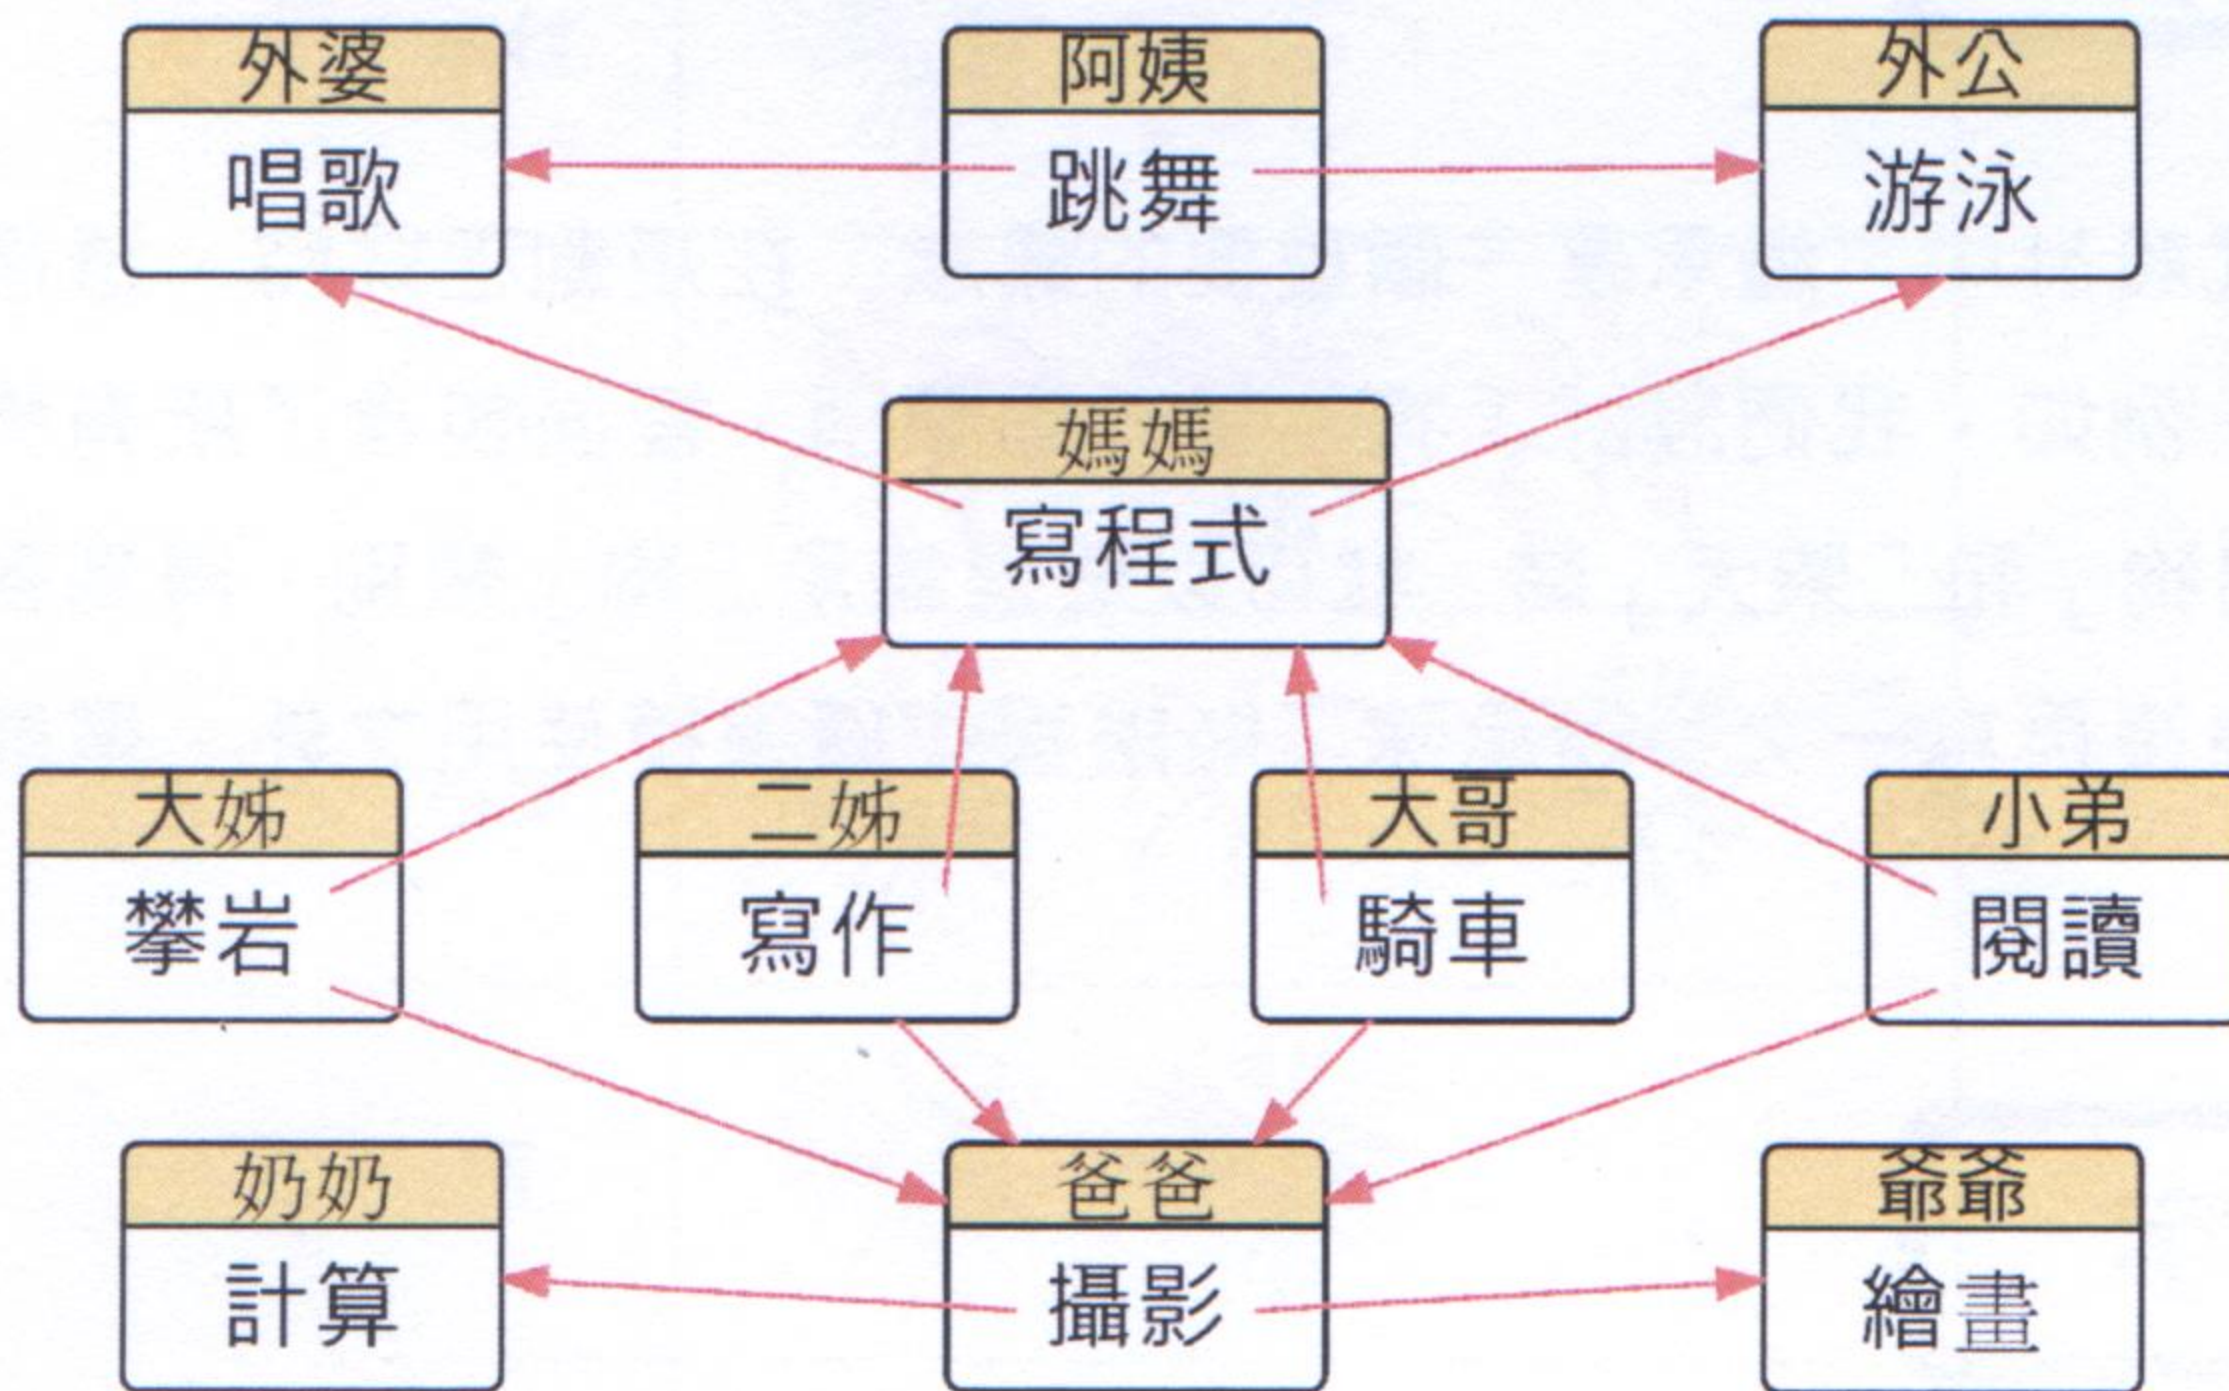 外婆
唱歌
阿姨
跳舞
外公
游泳
媽媽
寫程式
大姊
攀岩
二姊
寫作
大哥
騎車
小弟
閱讀
奶奶
計算
爸爸
攝影
爺爺
繪畫